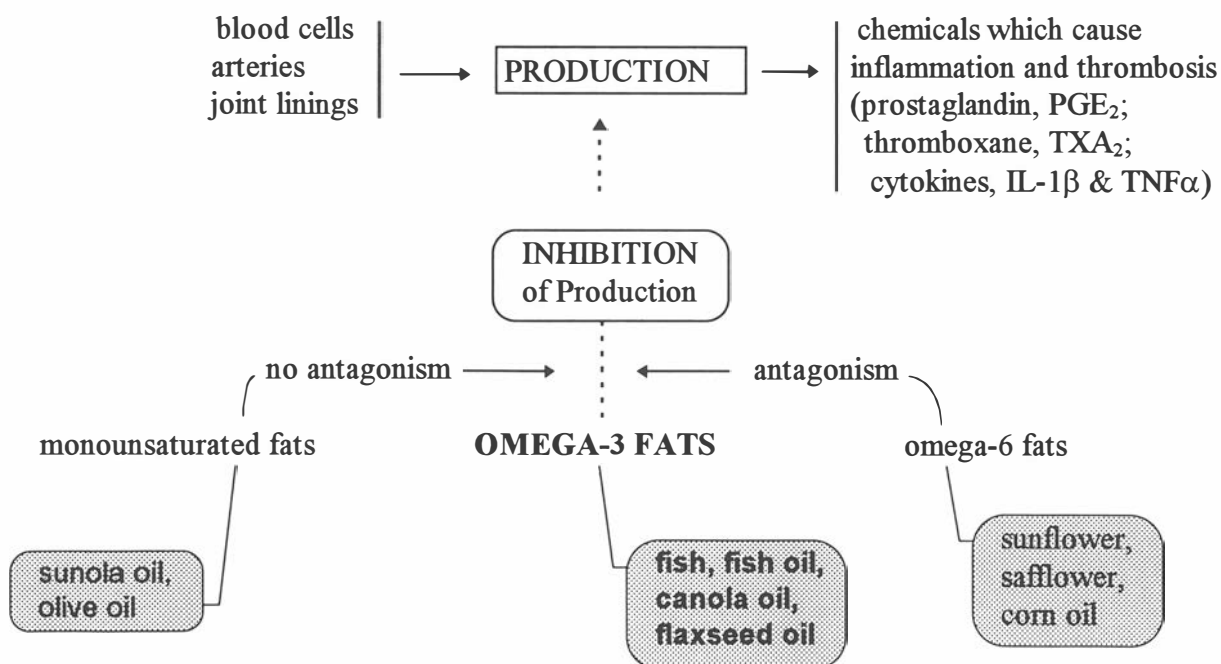 blood cells
arteries
joint linings
PRODUCTION
chemicals which cause
inflammation and thrombosis
(prostaglandin, PGE₂;
thromboxane, TXA₂;
cytokines, IL-1β & TNFα)
INHIBITION
of Production
no antagonism
antagonism
monounsaturated fats
OMEGA-3 FATS
omega-6 fats
sunola oil,
olive oil
fish, fish oil,
canola oil,
flaxseed oil
sunflower,
safflower,
corn oil